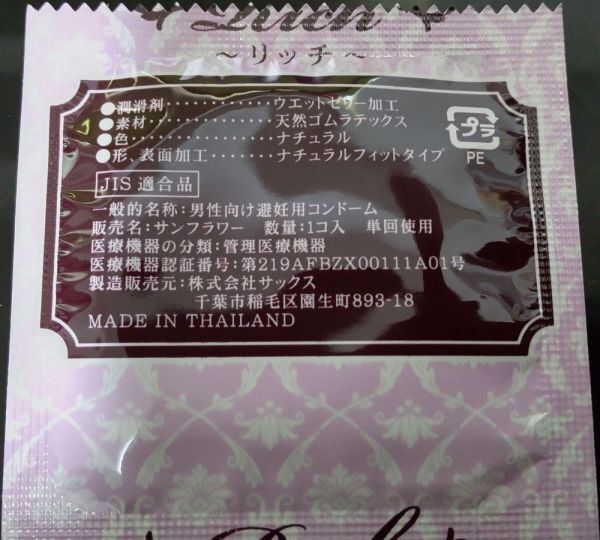 ～リッチ～
●潤滑剤・・・・・・・・・・・・ウエットゼリー加工
●素材・・・・・・・・・・・・・天然ゴムラテックス
●色・・・・・・・・・・・・・・ナチュラル
●形、表面加工・・・・・・・ナチュラルフィットタイプ
プラ
PE
JIS 適合品
一般的名称：男性向け避妊用コンドーム
販売名：サンフラワー 数量：1コ入 単回使用
医療機器の分類：管理医療機器
医療機器認証番号：第219AFBZX00111A01号
製造販売元：株式会社サックス
千葉市稲毛区園生町893-18
MADE IN THAILAND